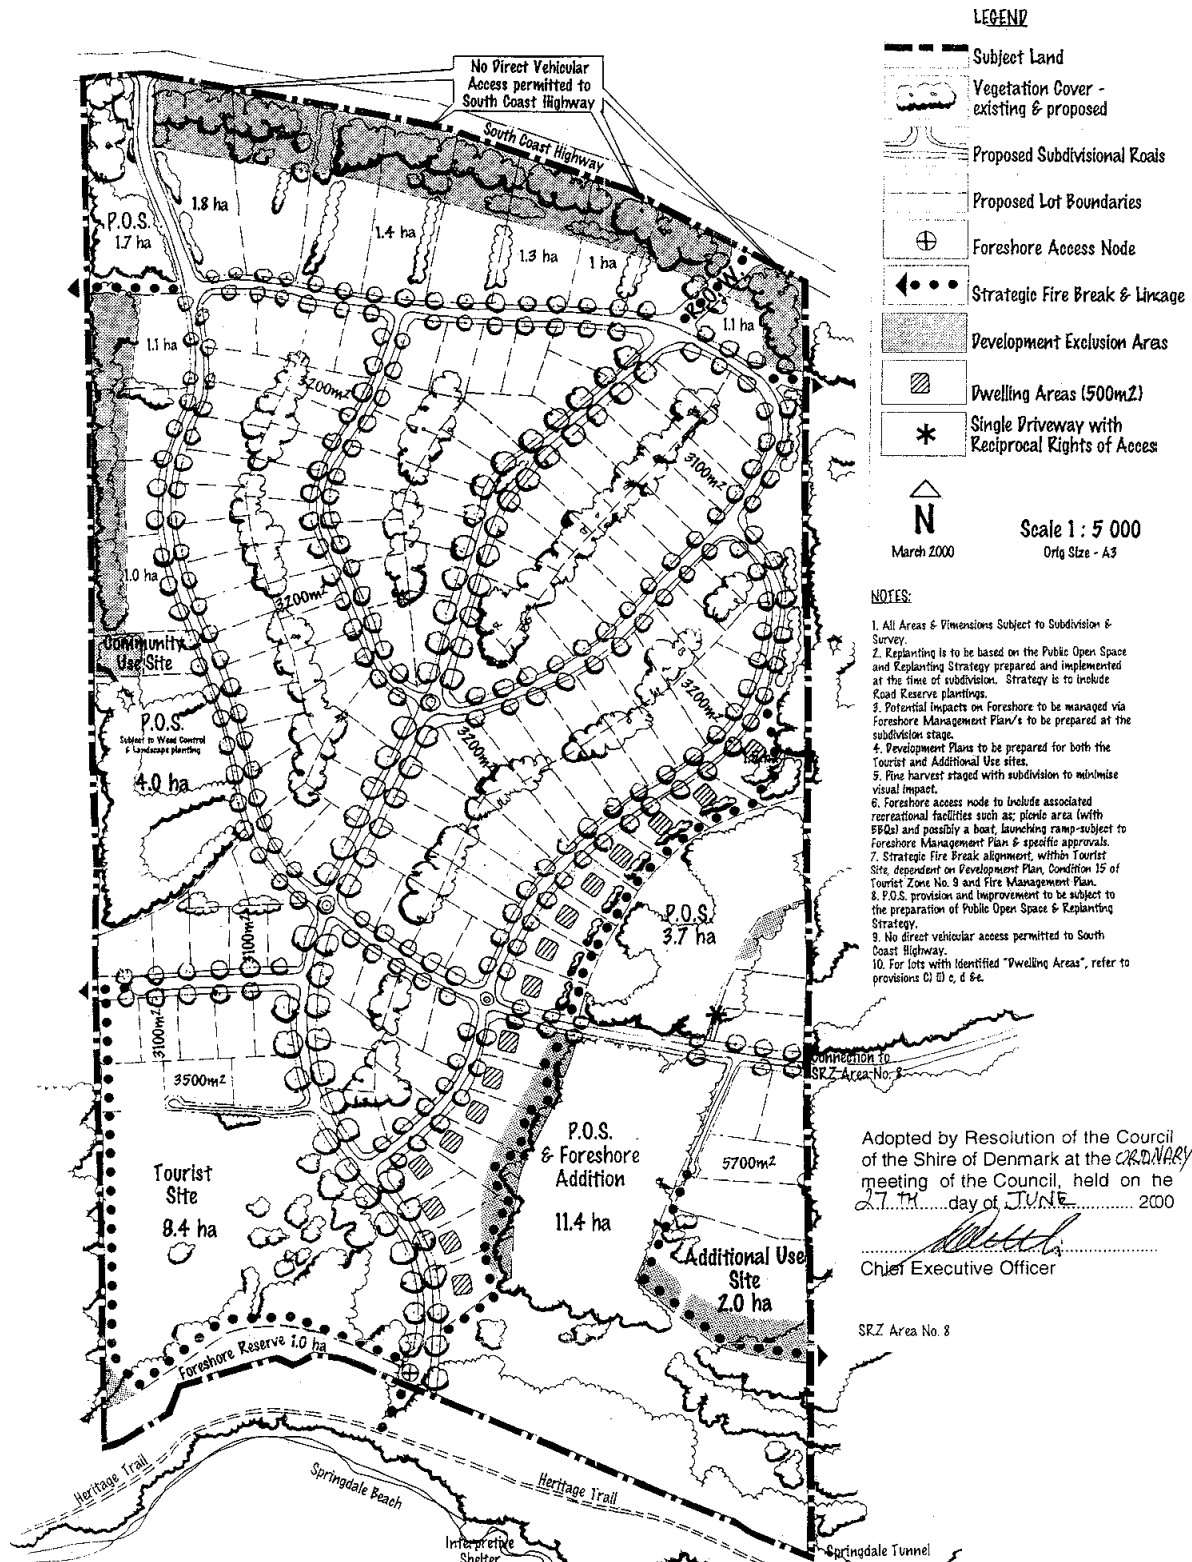 LEGEND
Subject Land
Vegetation Cover -
existing & proposed
Proposed Subdivisional Roads
Proposed Lot Boundaries
Foreshore Access Node
Strategic Fire Break & Linkage
Development Exclusion Areas
Dwelling Areas (500m2)
Single Driveway with
Reciprocal Rights of Access
N
March 2000
Scale 1 : 5 000
Orig Size - A3
NOTES:
1. All Areas & Dimensions Subject to Subdivision &
Survey.
2. Replanting is to be based on the Public Open Space
and Replanting Strategy prepared and implemented
at the time of subdivision. Strategy is to include
Road Reserve plantings.
3. Potential impacts on Foreshore to be managed via
Foreshore Management Plan/s to be prepared at the
subdivision stage.
4. Development Plans to be prepared for both the
Tourist and Additional Use sites.
5. Pine harvest staged with subdivision to minimise
visual impact.
6. Foreshore access node to include associated
recreational facilities such as; picnic area (with
BBQs) and possibly a boat, launching ramp-subject to
Foreshore Management Plan & specific approvals.
7. Strategic Fire Break alignment, within Tourist
Site, dependent on Development Plan, Condition 15 of
Tourist Zone No. 9 and Fire Management Plan.
8. P.O.S. provision and Improvement to be subject to
the preparation of Public Open Space & Replanting
Strategy.
9. No direct vehicular access permitted to South
Coast Highway.
10. For lots with Identified "Dwelling Areas", refer to
provisions c, d & e.
Adopted by Resolution of the Council
of the Shire of Denmark at the ORDINARY
meeting of the Council, held on he
27 TH day of JUNE 2000
Chief Executive Officer
SRZ Area No. 8
No Direct Vehicular
Access permitted to
South Coast Highway
South Coast Highway
P.O.S.
1.7 ha
1.8 ha
1.4 ha
1.3 ha
1 ha
R.O.W.
1.1 ha
1.1 ha
3200m2
3100m2
1.0 ha
3200m2
Community
Use Site
P.O.S.
Subject to Weed Control
& Landscape planting
4.0 ha
3200m2
3200m2
3100m2
P.O.S.
3.7 ha
3100m2
3500m2
Connection to
SRZ Area No. 8
P.O.S.
& Foreshore
Addition
11.4 ha
5700m2
Tourist
Site
8.4 ha
Additional Use
Site
2.0 ha
Foreshore Reserve 1.0 ha
Heritage Trail
Springdale Beach
Heritage Trail
Interpretive
Shelter
Springdale Tunnel